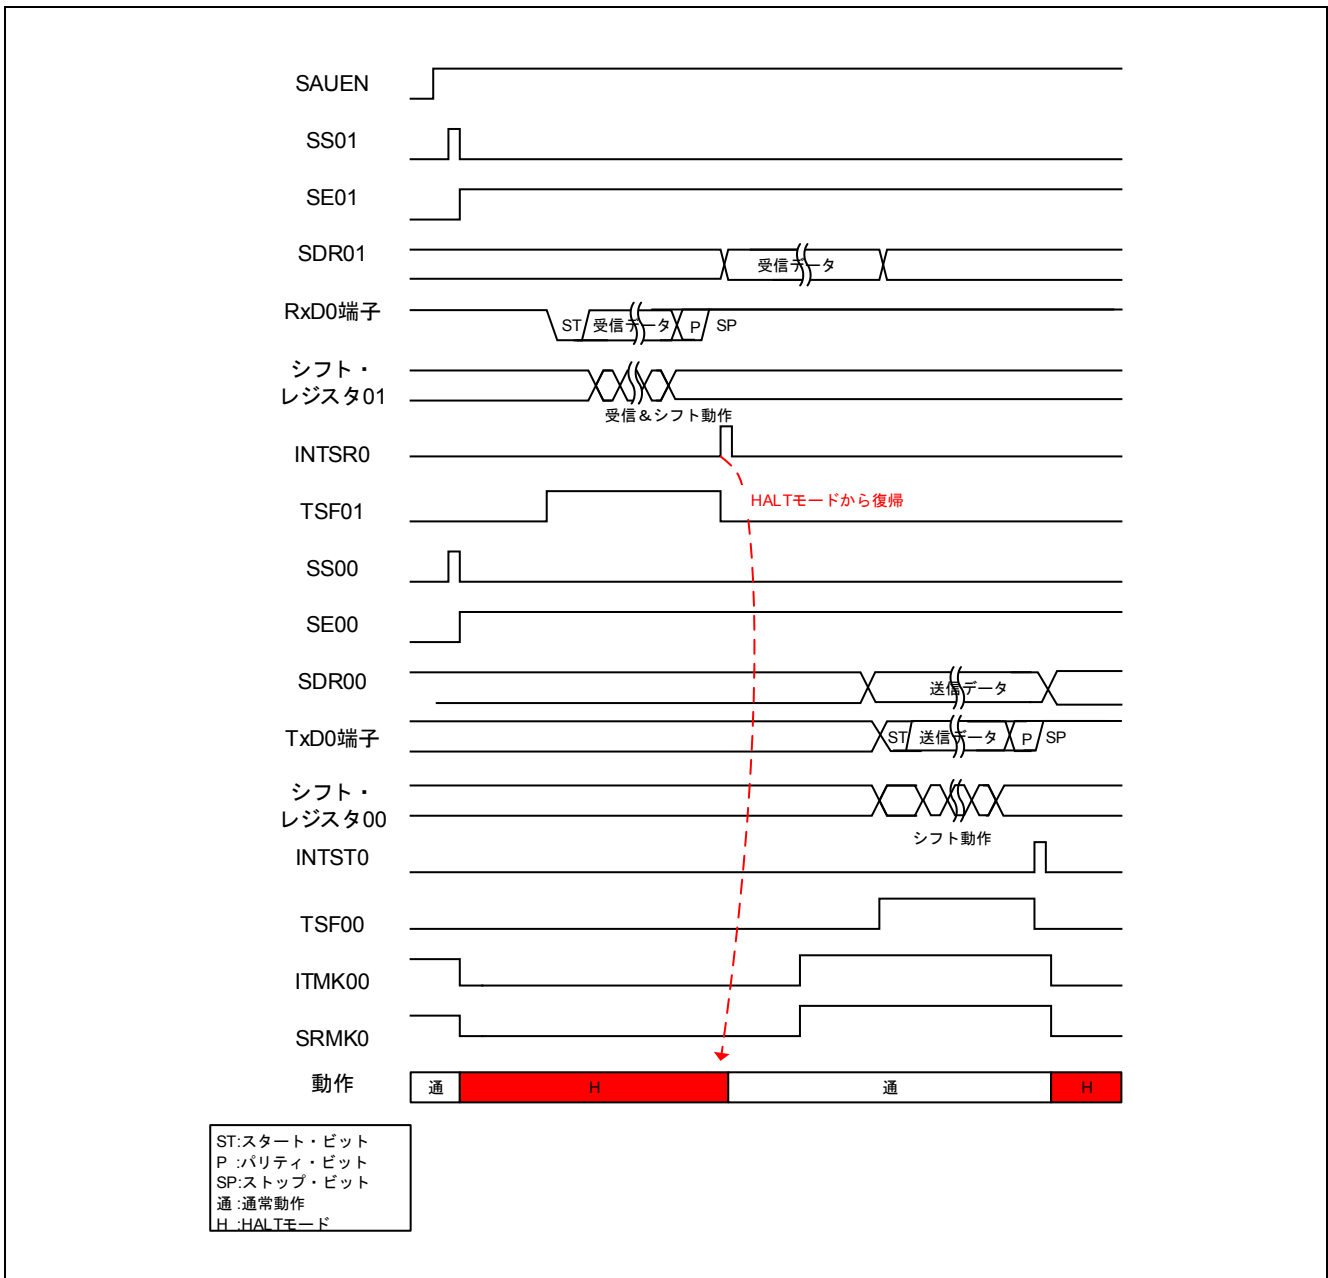 SAUEN
SS01
SE01
SDR01
受信データ
RxD0端子
ST
受信データ
P
SP
シフト・
レジスタ01
受信＆シフト動作
INTSR0
HALTモードから復帰
TSF01
SS00
SE00
SDR00
送信データ
TxD0端子
ST
送信データ
P
SP
シフト・
レジスタ00
シフト動作
INTST0
TSF00
ITMK00
SRMK0
動作
通
H
通
H
ST:スタート・ビット
P :パリティ・ビット
SP:ストップ・ビット
通 :通常動作
H :HALTモード